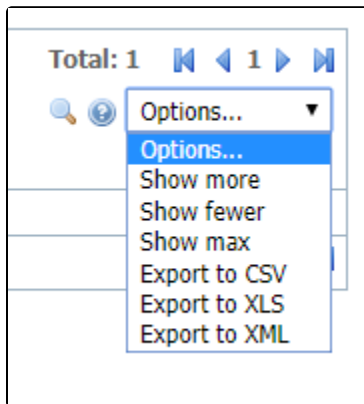 Total: 1 1
Options...
Options...
Show more
Show fewer
Show max
Export to CSV
Export to XLS
Export to XML